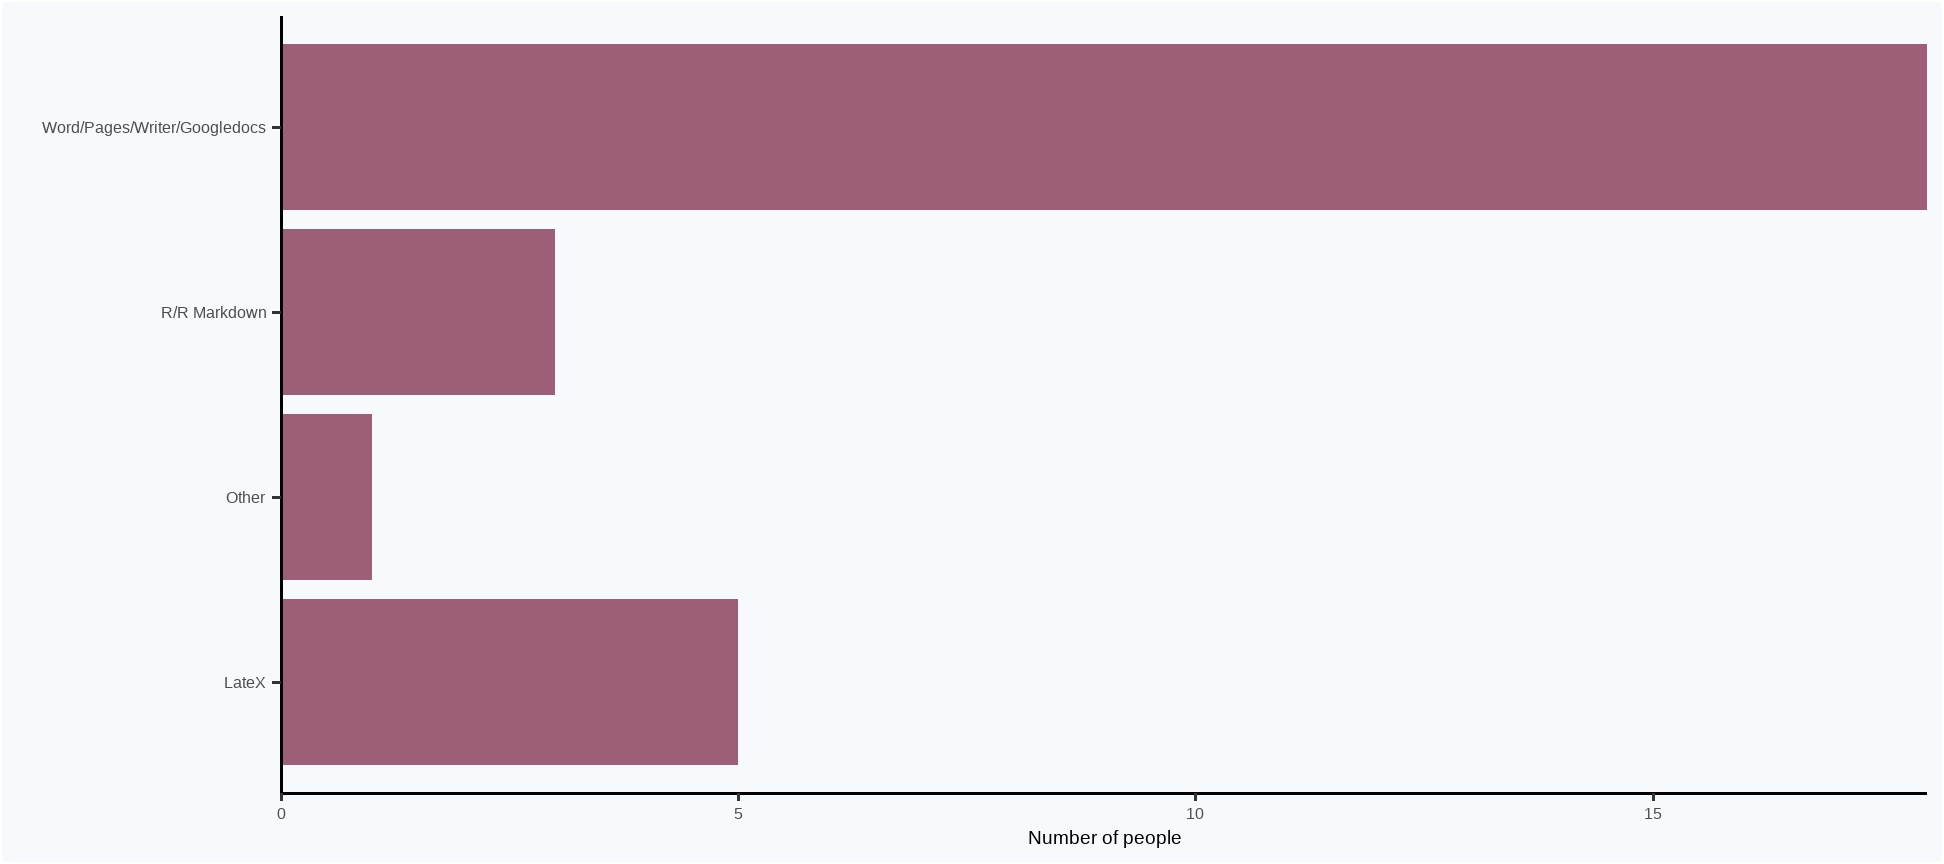 Word/Pages/Writer/Googledocs
R/R Markdown
Other
LateX
0 5 10 15
Number of people